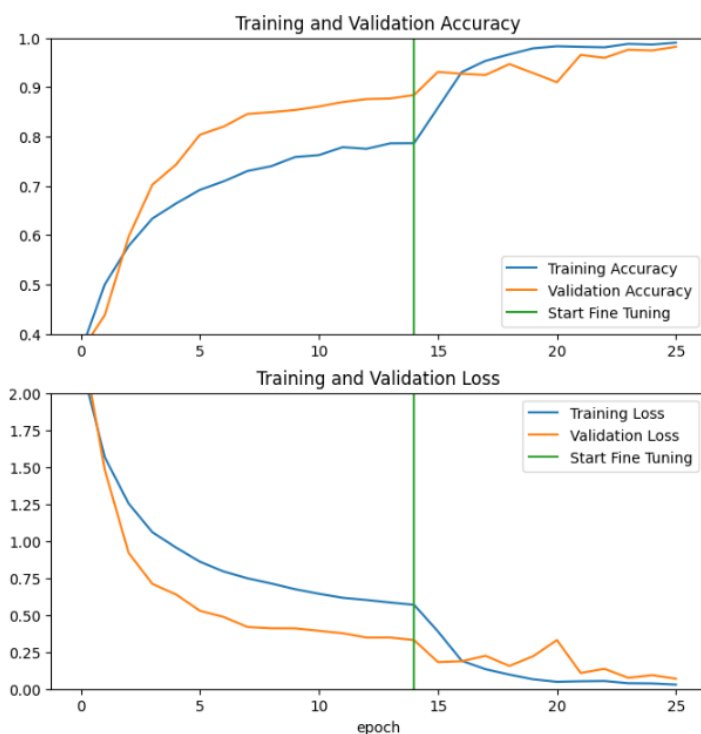 Training and Validation Accuracy
1.0
0.9
0.8
0.7
0.6
0.5
0.4
Training Accuracy
Validation Accuracy
Start Fine Tuning
0 5 10 15 20 25
Training and Validation Loss
2.00
1.75
1.50
1.25
1.00
0.75
0.50
0.25
0.00
Training Loss
Validation Loss
Start Fine Tuning
0 5 10 15 20 25
epoch